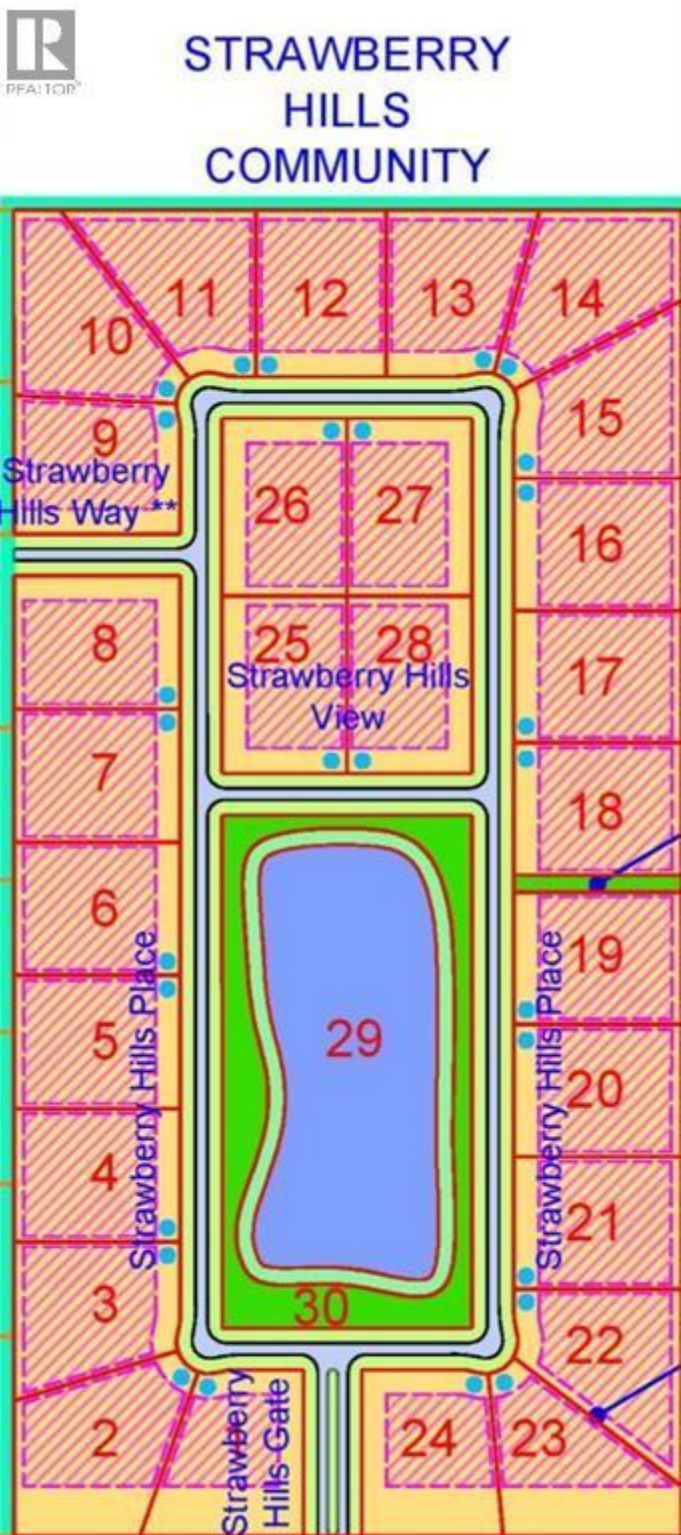 REALTOR
STRAWBERRY
HILLS
COMMUNITY
11
12
13
14
10
15
9
Strawberry
Hills Way **
26
27
16
8
25
28
17
Strawberry Hills
View
7
18
6
19
Strawberry Hills Place
Strawberry Hills Place
29
5
20
4
21
3
30
22
2
Strawberry
Hills Gate
24
23